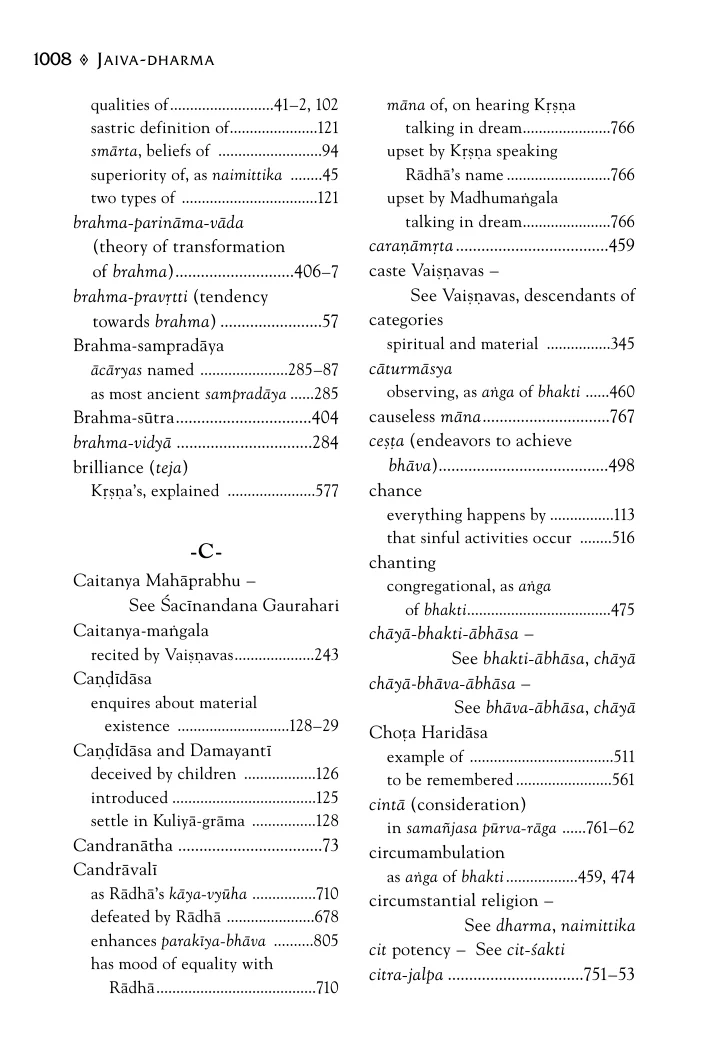 1008 ◊ JAIVA-DHARMA
qualities of..........................41–2, 102
sastric definition of......................121
smārta, beliefs of ..........................94
superiority of, as naimittika ........45
two types of ..................................121
brahma-parināma-vāda
(theory of transformation
of brahma)............................406–7
brahma-pravṛtti (tendency
towards brahma) ........................57
Brahma-sampradāya
ācāryas named ......................285–87
as most ancient sampradāya ......285
Brahma-sūtra................................404
brahma-vidyā ................................284
brilliance (teja)
Kṛṣṇa's, explained ......................577
-C-
Caitanya Mahāprabhu –
See Śacīnandana Gaurahari
Caitanya-maṅgala
recited by Vaiṣṇavas....................243
Caṇḍīdāsa
enquires about material
existence ............................128–29
Caṇḍīdāsa and Damayantī
deceived by children ..................126
introduced ....................................125
settle in Kuliyā-grāma ................128
Candranātha ..................................73
Candrāvalī
as Rādhā's kāya-vyūha ................710
defeated by Rādhā ......................678
enhances parakīya-bhāva ..........805
has mood of equality with
Rādhā........................................710
māna of, on hearing Kṛṣṇa
talking in dream......................766
upset by Kṛṣṇa speaking
Rādhā's name ..........................766
upset by Madhumaṅgala
talking in dream......................766
caraṇāmṛta....................................459
caste Vaiṣṇavas –
See Vaiṣṇavas, descendants of
categories
spiritual and material ................345
cāturmāsya
observing, as aṅga of bhakti ......460
causeless māna..............................767
ceṣṭa (endeavors to achieve
bhāva)........................................498
chance
everything happens by ................113
that sinful activities occur ........516
chanting
congregational, as aṅga
of bhakti....................................475
chāyā-bhakti-ābhāsa –
See bhakti-ābhāsa, chāyā
chāyā-bhāva-ābhāsa –
See bhāva-ābhāsa, chāyā
Choṭa Haridāsa
example of ....................................511
to be remembered........................561
cintā (consideration)
in samañjasa pūrva-rāga ......761–62
circumambulation
as aṅga of bhakti..................459, 474
circumstantial religion –
See dharma, naimittika
cit potency – See cit-śakti
citra-jalpa ................................751–53